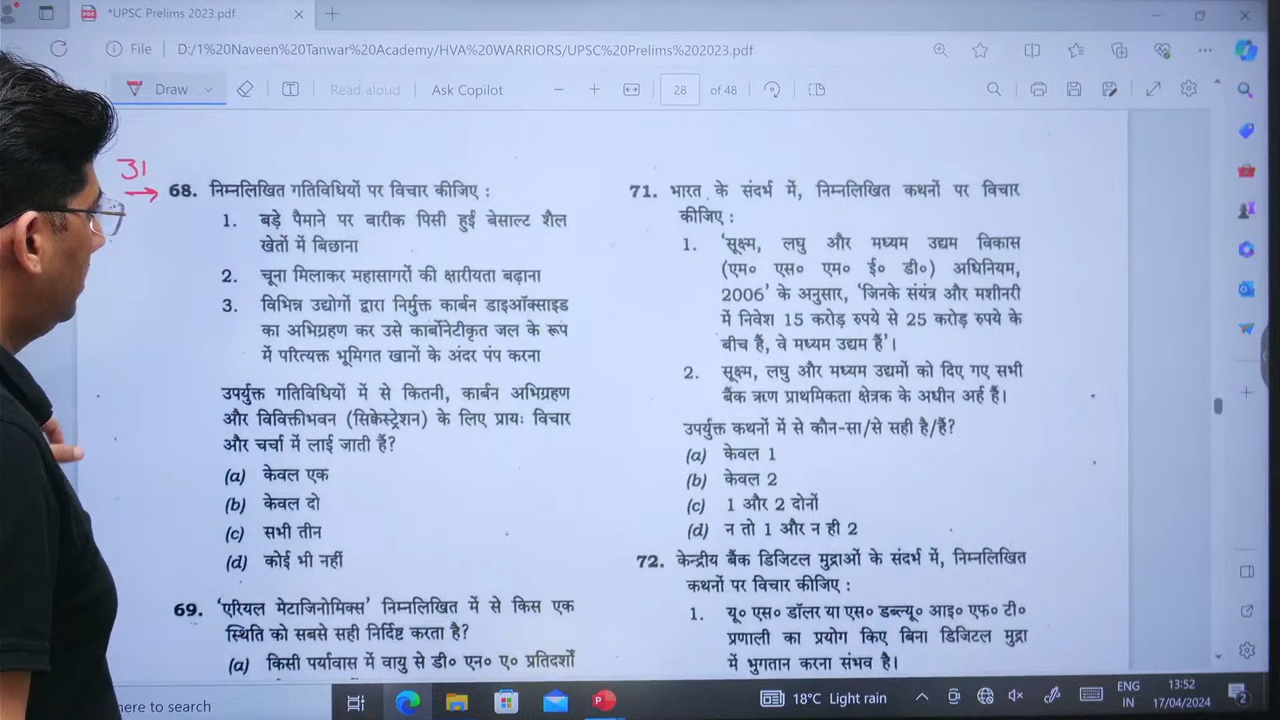 *UPSC Prelims 2023.pdf
File D:/1%20Naveen%20Tanwar%20Academy/HVA%20WARRIORS/UPSC%20Prelims%202023.pdf
Draw Read aloud Ask Copilot 28 of 48
31
68. निम्नलिखित गतिविधियों पर विचार कीजिए :
1. बड़े पैमाने पर बारीक पिसी हुई बेसाल्ट शैल
खेतों में बिछाना
2. चूना मिलाकर महासागरों की क्षारीयता बढ़ाना
3. विभिन्न उद्योगों द्वारा निर्मुक्त कार्बन डाइऑक्साइड
का अभिग्रहण कर उसे कार्बोनेटीकृत जल के रूप
में परित्यक्त भूमिगत खानों के अंदर पंप करना
उपर्युक्त गतिविधियों में से कितनी, कार्बन अभिग्रहण
और विविक्तीभवन (सिक्वेस्ट्रेशन) के लिए प्रायः विचार
और चर्चा में लाई जाती हैं?
(a) केवल एक
(b) केवल दो
(c) सभी तीन
(d) कोई भी नहीं
69. ‘एरियल मेटाजिनोमिक्स’ निम्नलिखित में से किस एक
स्थिति को सबसे सही निर्दिष्ट करता है?
(a) किसी पर्यावास में वायु से डी० एन० ए० प्रतिदर्शों
71. भारत के संदर्भ में, निम्नलिखित कथनों पर विचार
कीजिए :
1. ‘सूक्ष्म, लघु और मध्यम उद्यम विकास
(एम० एस० एम० ई० डी०) अधिनियम,
2006’ के अनुसार, ‘जिनके संयंत्र और मशीनरी
में निवेश 15 करोड़ रुपये से 25 करोड़ रुपये के
बीच हैं, वे मध्यम उद्यम हैं’।
2. सूक्ष्म, लघु और मध्यम उद्यमों को दिए गए सभी
बैंक ऋण प्राथमिकता क्षेत्रक के अधीन अर्ह हैं।
उपर्युक्त कथनों में से कौन-सा/से सही है/हैं?
(a) केवल 1
(b) केवल 2
(c) 1 और 2 दोनों
(d) न तो 1 और न ही 2
72. केन्द्रीय बैंक डिजिटल मुद्राओं के संदर्भ में, निम्नलिखित
कथनों पर विचार कीजिए :
1. यू० एस० डॉलर या एस० डब्ल्यू० आइ० एफ० टी०
प्रणाली का प्रयोग किए बिना डिजिटल मुद्रा
में भुगतान करना संभव है।
here to search
18°C Light rain
ENG
IN
13:52
17/04/2024
2